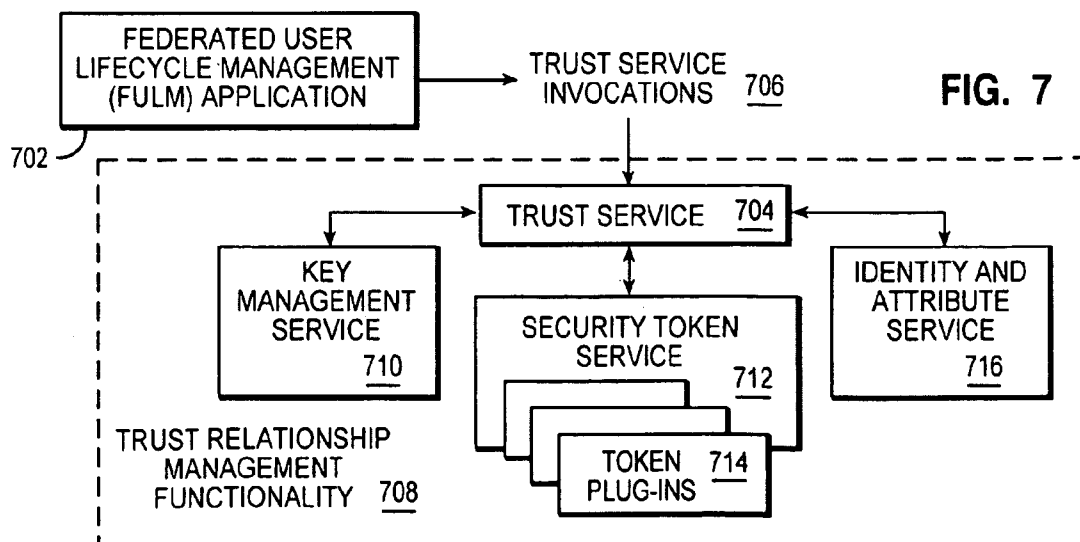 FEDERATED USER
LIFECYCLE MANAGEMENT
(FULM) APPLICATION
702
TRUST SERVICE
INVOCATIONS 706
FIG. 7
TRUST SERVICE 704
KEY
MANAGEMENT
SERVICE
710
SECURITY TOKEN
SERVICE
712
TOKEN
PLUG-INS
714
IDENTITY AND
ATTRIBUTE
SERVICE
716
TRUST RELATIONSHIP
MANAGEMENT
FUNCTIONALITY 708